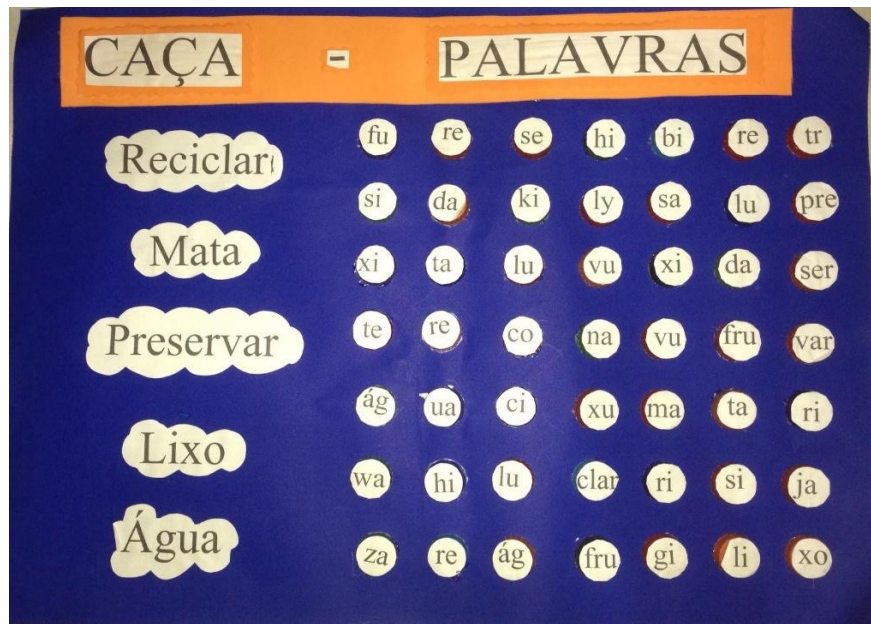 CAÇA - PALAVRAS
Reciclar
fu re se hi bi re tr
si da ki ly sa lu pre
Mata
xi ta lu vu xi da ser
Preservar
te re co na vu fru var
ág ua ci xu ma ta ri
Lixo
wa hi lu clar ri si ja
Água
za re ág fru gi li xo